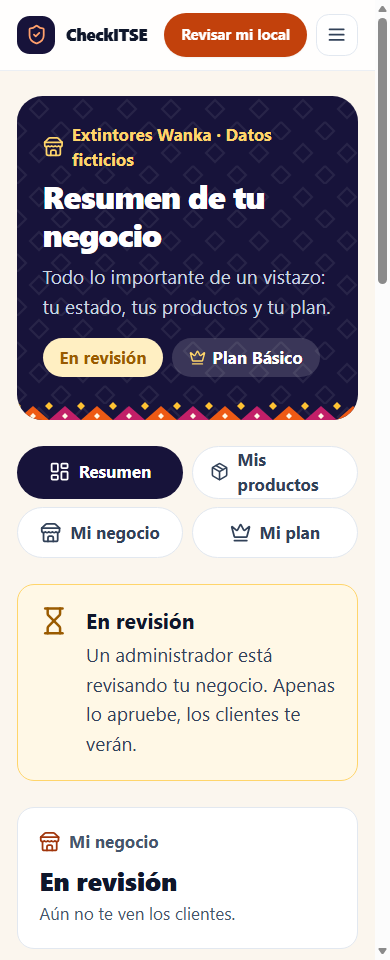 CheckITSE
Revisar mi local
Extintores Wanka · Datos
ficticios
Resumen de tu
negocio
Todo lo importante de un vistazo:
tu estado, tus productos y tu plan.
En revisión
Plan Básico
Resumen
Mis
productos
Mi negocio
Mi plan
En revisión
Un administrador está
revisando tu negocio. Apenas
lo apruebe, los clientes te
verán.
Mi negocio
En revisión
Aún no te ven los clientes.